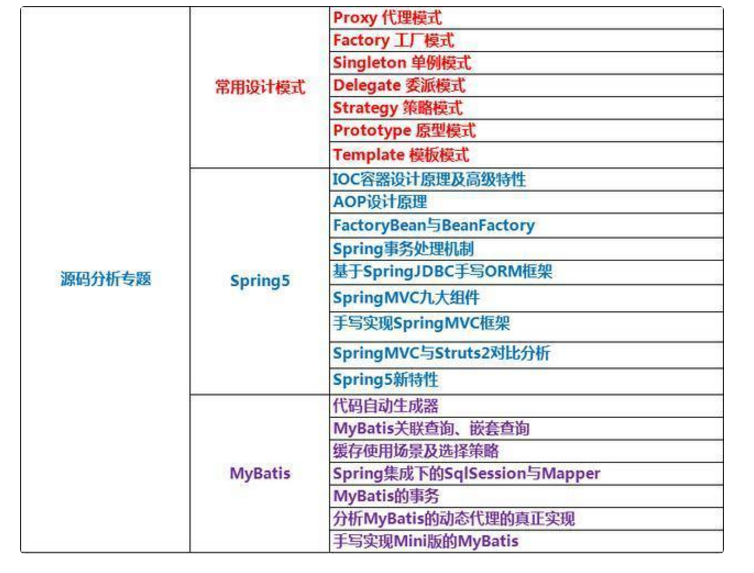 源码分析专题
常用设计模式
Proxy 代理模式
Factory 工厂模式
Singleton 单例模式
Delegate 委派模式
Strategy 策略模式
Prototype 原型模式
Template 模板模式
Spring5
IOC容器设计原理及高级特性
AOP设计原理
FactoryBean与BeanFactory
Spring事务处理机制
基于SpringJDBC手写ORM框架
SpringMVC九大组件
手写实现SpringMVC框架
SpringMVC与Struts2对比分析
Spring5新特性
MyBatis
代码自动生成器
MyBatis关联查询、嵌套查询
缓存使用场景及选择策略
Spring集成下的SqlSession与Mapper
MyBatis的事务
分析MyBatis的动态代理的真正实现
手写实现Mini版的MyBatis